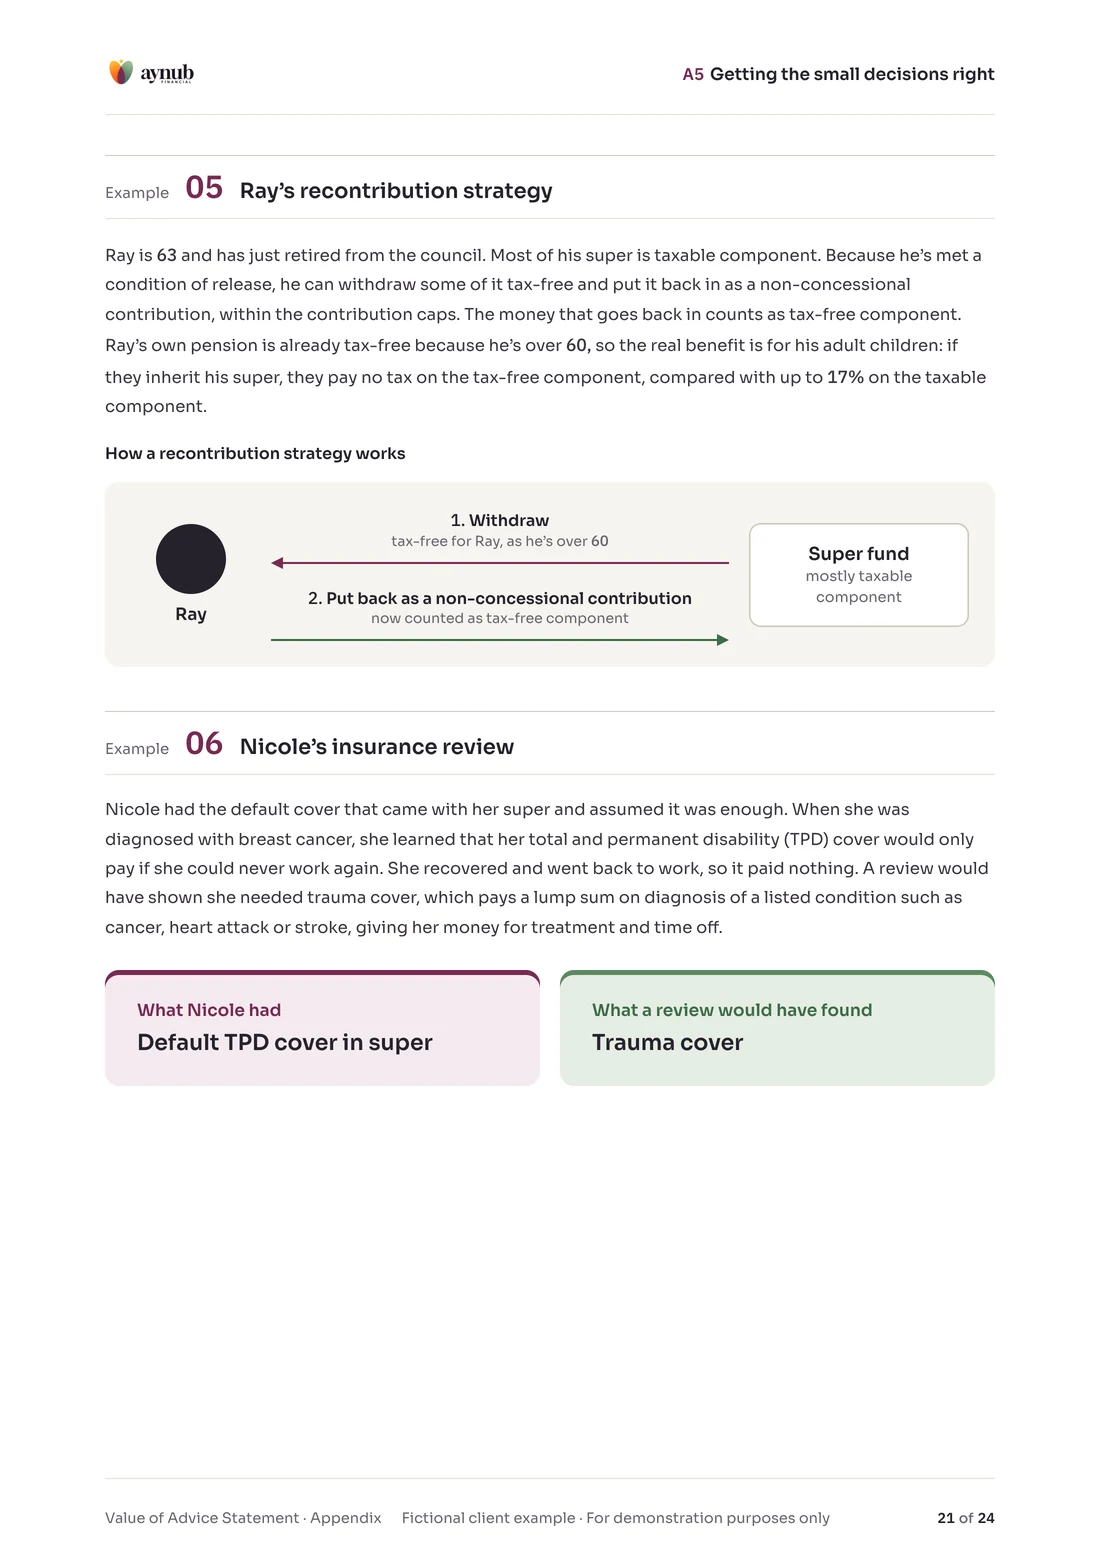 aynub
FINANCIAL
A5 Getting the small decisions right
Example 05 Ray’s recontribution strategy
Ray is 63 and has just retired from the council. Most of his super is taxable component. Because he’s met a
condition of release, he can withdraw some of it tax-free and put it back in as a non-concessional
contribution, within the contribution caps. The money that goes back in counts as tax-free component.
Ray’s own pension is already tax-free because he’s over 60, so the real benefit is for his adult children: if
they inherit his super, they pay no tax on the tax-free component, compared with up to 17% on the taxable
component.
How a recontribution strategy works
Ray
1. Withdraw
tax-free for Ray, as he’s over 60
2. Put back as a non-concessional contribution
now counted as tax-free component
Super fund
mostly taxable
component
Example 06 Nicole’s insurance review
Nicole had the default cover that came with her super and assumed it was enough. When she was
diagnosed with breast cancer, she learned that her total and permanent disability (TPD) cover would only
pay if she could never work again. She recovered and went back to work, so it paid nothing. A review would
have shown she needed trauma cover, which pays a lump sum on diagnosis of a listed condition such as
cancer, heart attack or stroke, giving her money for treatment and time off.
What Nicole had
Default TPD cover in super
What a review would have found
Trauma cover
Value of Advice Statement · Appendix Fictional client example · For demonstration purposes only 21 of 24